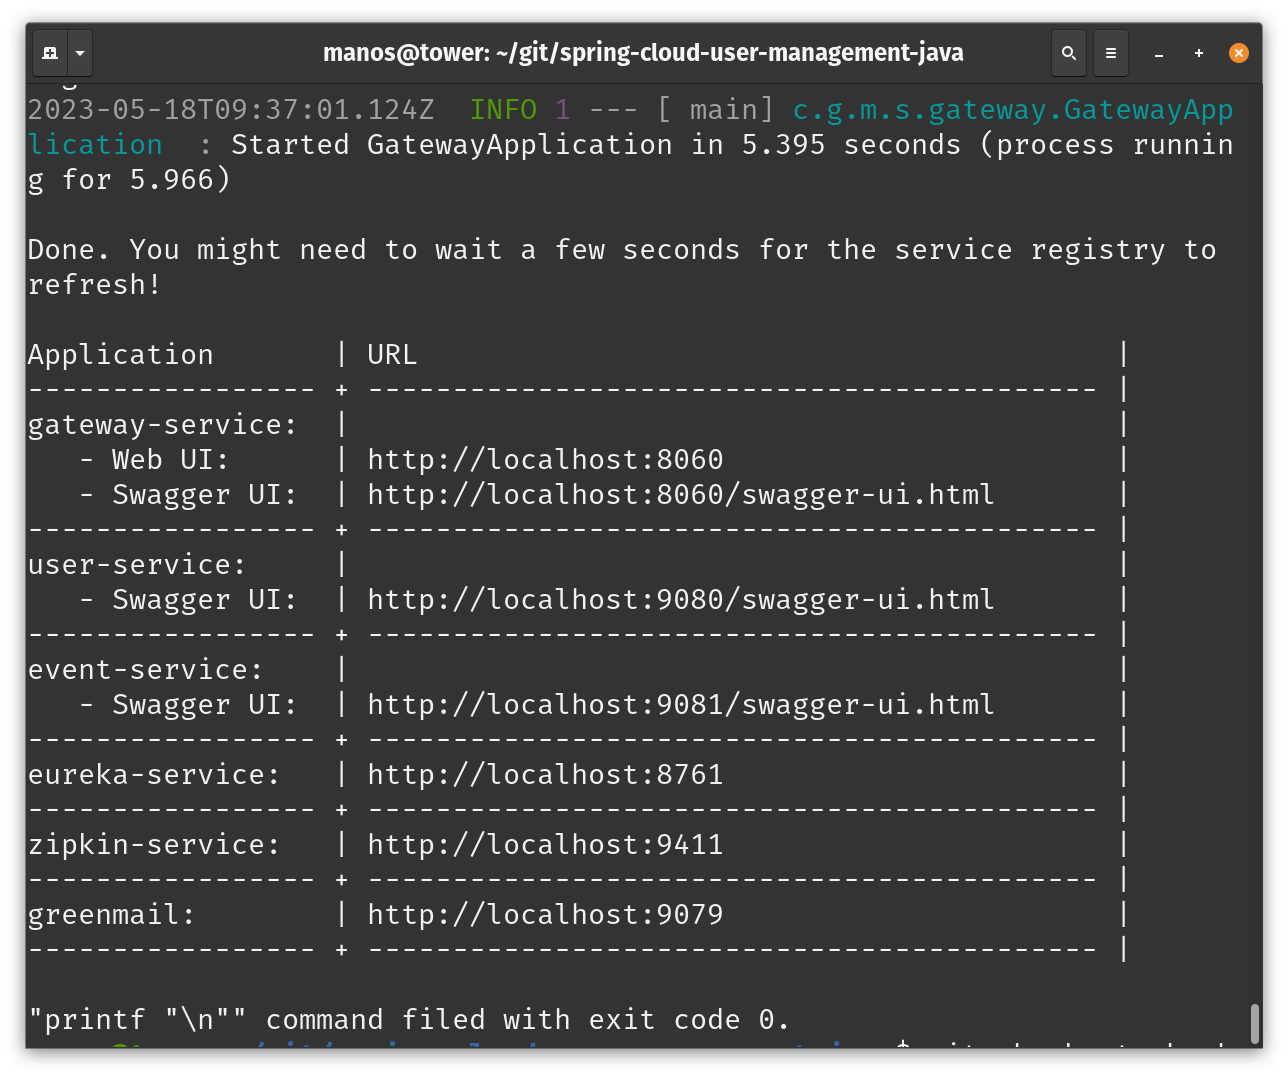 manos@tower: ~/git/spring-cloud-user-management-java
2023-05-18T09:37:01.124Z  INFO 1 --- [ main] c.g.m.s.gateway.GatewayApp
lication  : Started GatewayApplication in 5.395 seconds (process runnin
g for 5.966)
Done. You might need to wait a few seconds for the service registry to
refresh!
Application       | URL                                         |
----------------- + ------------------------------------------- |
gateway-service:  |                                             |
   - Web UI:      | http://localhost:8060                       |
   - Swagger UI:  | http://localhost:8060/swagger-ui.html       |
----------------- + ------------------------------------------- |
user-service:     |                                             |
   - Swagger UI:  | http://localhost:9080/swagger-ui.html       |
----------------- + ------------------------------------------- |
event-service:    |                                             |
   - Swagger UI:  | http://localhost:9081/swagger-ui.html       |
----------------- + ------------------------------------------- |
eureka-service:   | http://localhost:8761                       |
----------------- + ------------------------------------------- |
zipkin-service:   | http://localhost:9411                       |
----------------- + ------------------------------------------- |
greenmail:        | http://localhost:9079                       |
----------------- + ------------------------------------------- |
"printf "\n"" command filed with exit code 0.